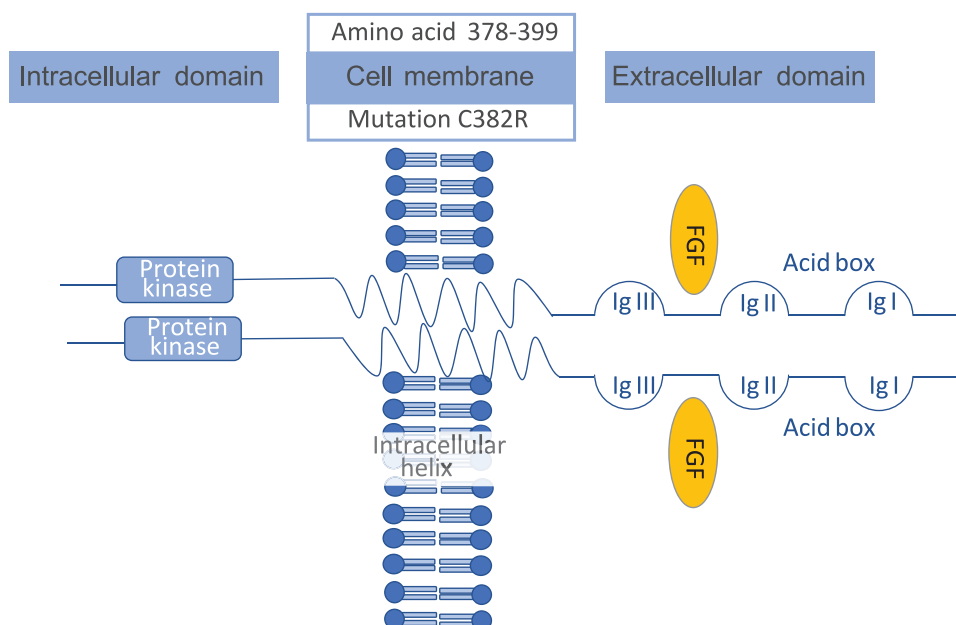 Amino acid 378-399
Intracellular domain
Cell membrane
Extracellular domain
Mutation C382R
FGF
Acid box
Protein
kinase
Ig III
Ig II
Ig I
Protein
kinase
Ig III
Ig II
Ig I
Acid box
FGF
Intracellular
helix